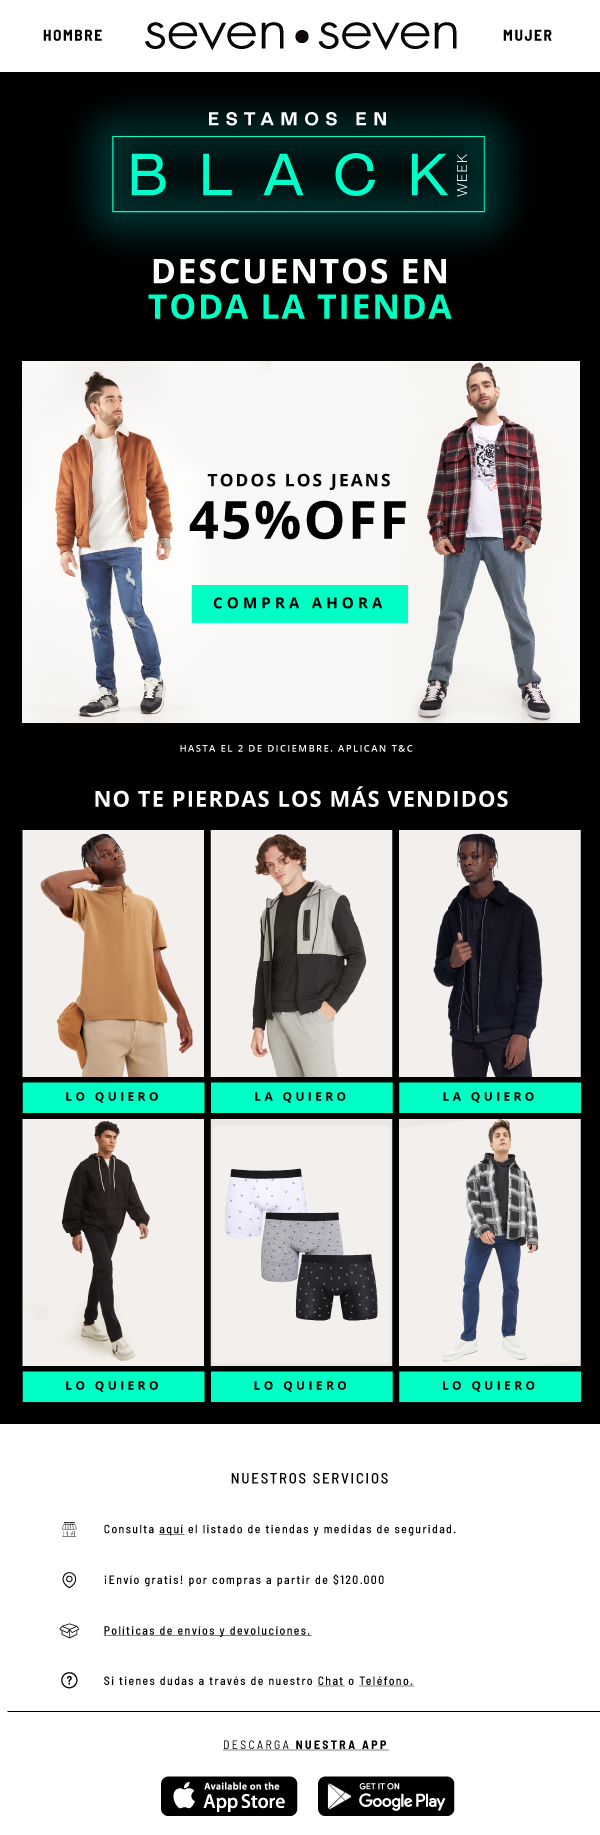 HOMBRE
seven•seven
MUJER
ESTAMOS EN
BLACK WEEK
DESCUENTOS EN
TODA LA TIENDA
TODOS LOS JEANS
45%OFF
COMPRA AHORA
HASTA EL 2 DE DICIEMBRE. APLICAN T&C
NO TE PIERDAS LOS MÁS VENDIDOS
LO QUIERO
LA QUIERO
LA QUIERO
LO QUIERO
LO QUIERO
LO QUIERO
NUESTROS SERVICIOS
Consulta aquí el listado de tiendas y medidas de seguridad.
¡Envío gratis! por compras a partir de $120.000
Políticas de envíos y devoluciones.
Si tienes dudas a través de nuestro Chat o Teléfono.
DESCARGA NUESTRA APP
Available on the
App Store
GET IT ON
Google Play